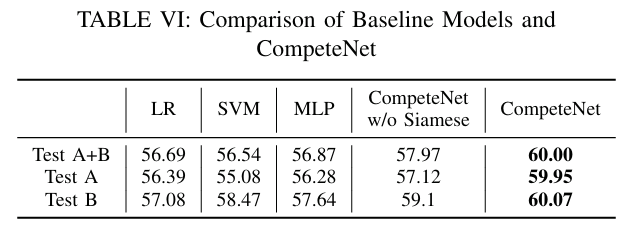 TABLE VI: Comparison of Baseline Models and
CompeteNet
LR SVM MLP CompeteNet w/o Siamese CompeteNet
Test A+B 56.69 56.54 56.87 57.97 60.00
Test A 56.39 55.08 56.28 57.12 59.95
Test B 57.08 58.47 57.64 59.1 60.07